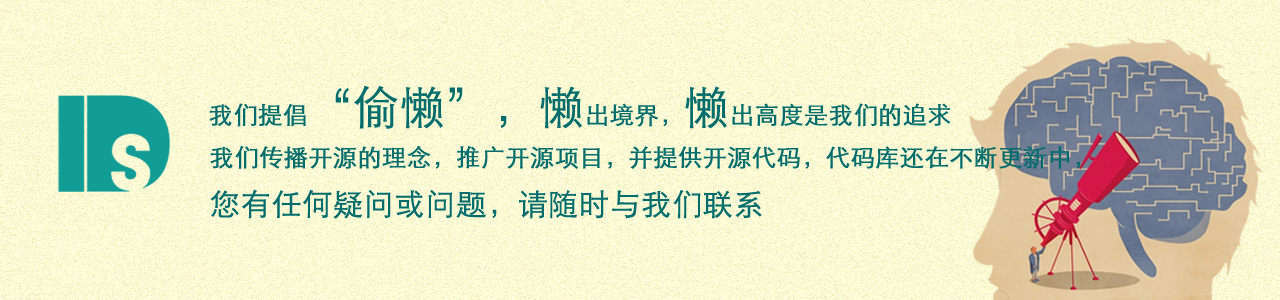 DS
我们提倡 “偷懒”，懒出境界，懒出高度是我们的追求
我们传播开源的理念，推广开源项目，并提供开源代码，代码库还在不断更新中，
您有任何疑问或问题，请随时与我们联系